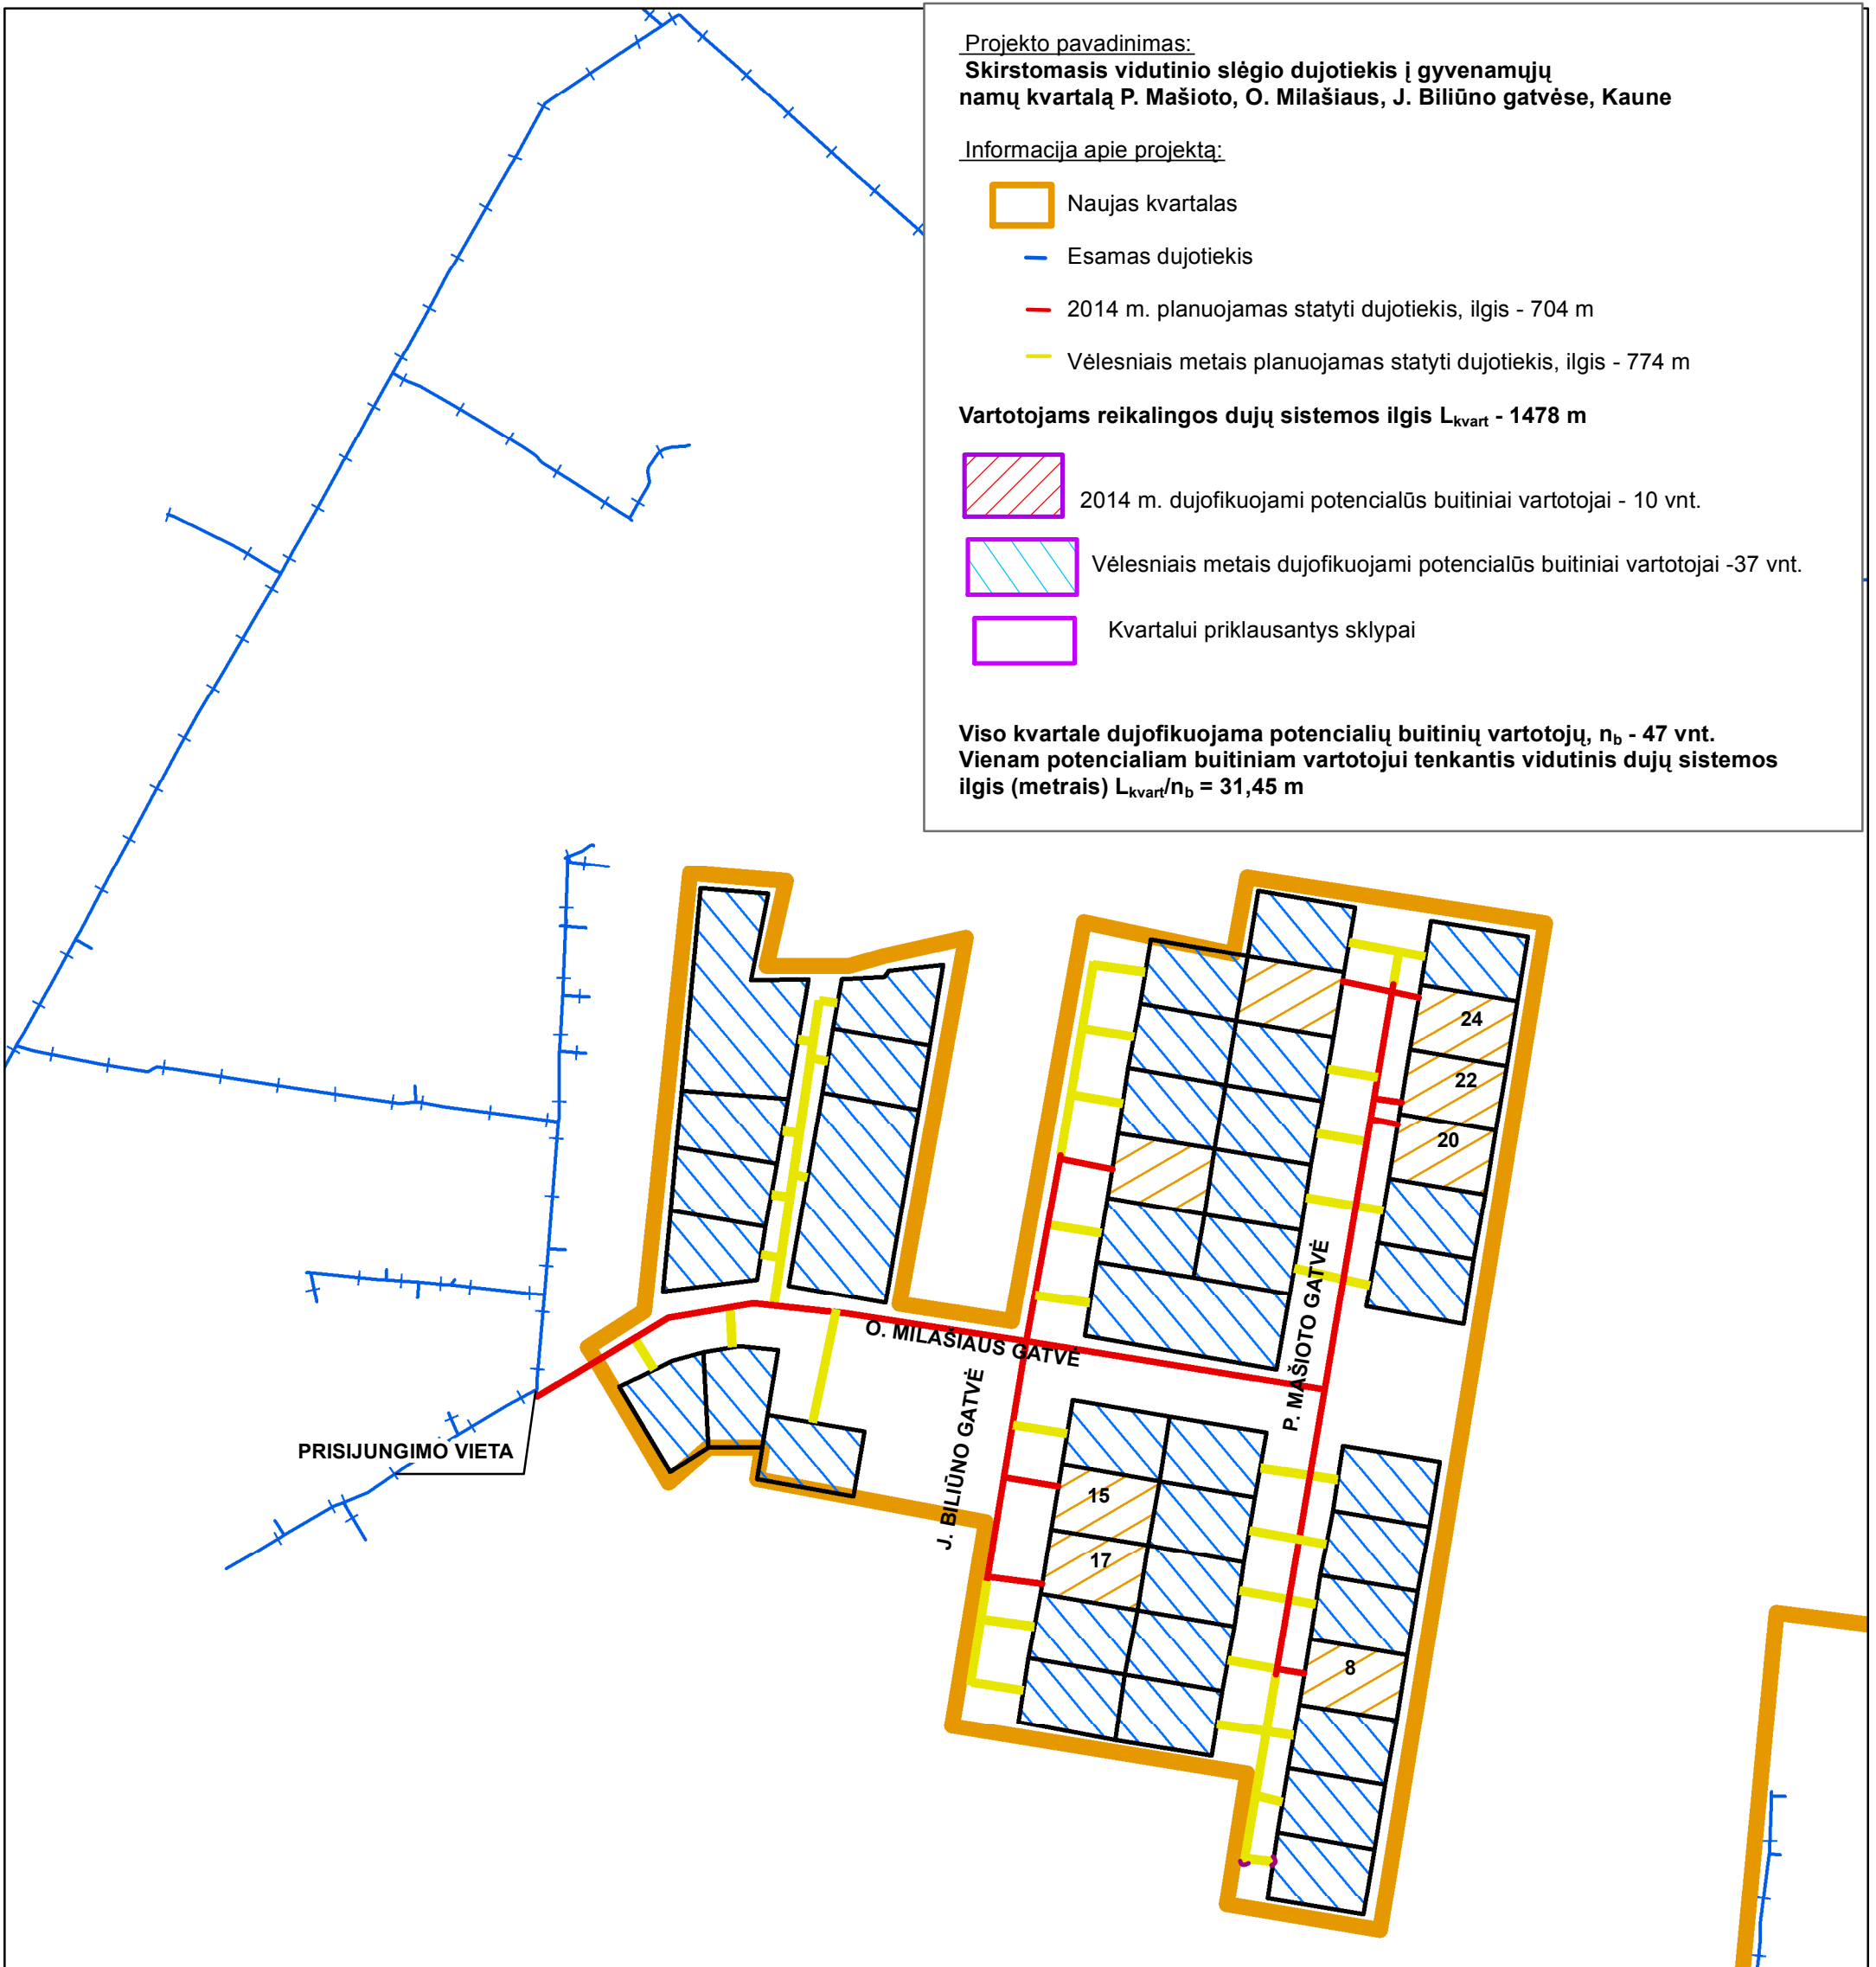 Projekto pavadinimas:
Skirstomasis vidutinio slėgio dujotiekis į gyvenamųjų
namų kvartalą P. Mašioto, O. Milašiaus, J. Biliūno gatvėse, Kaune
Informacija apie projektą:
Naujas kvartalas
Esamas dujotiekis
2014 m. planuojamas statyti dujotiekis, ilgis - 704 m
Vėlesniais metais planuojamas statyti dujotiekis, ilgis - 774 m
Vartotojams reikalingos dujų sistemos ilgis Lkvart - 1478 m
2014 m. dujofikuojami potencialūs buitiniai vartotojai - 10 vnt.
Vėlesniais metais dujofikuojami potencialūs buitiniai vartotojai -37 vnt.
Kvartalui priklausantys sklypai
Viso kvartale dujofikuojama potencialių buitinių vartotojų, nb - 47 vnt.
Vienam potencialiam buitiniam vartotojui tenkantis vidutinis dujų sistemos
ilgis (metrais) Lkvart/nb = 31,45 m
24
22
20
P. MAŠIOTO GATVĖ
O. MILAŠIAUS GATVĖ
J. BILIŪNO GATVĖ
PRISIJUNGIMO VIETA
15
17
8